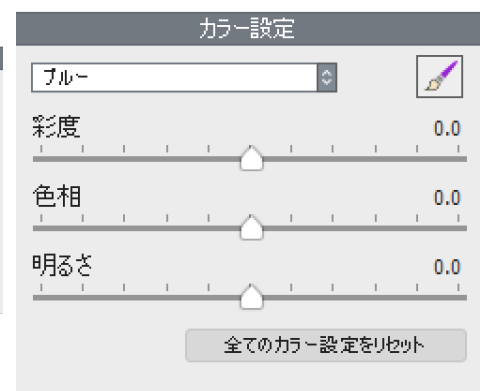 カラー設定
ブルー
彩度 0.0
色相 0.0
明るさ 0.0
全てのカラー設定をリセット